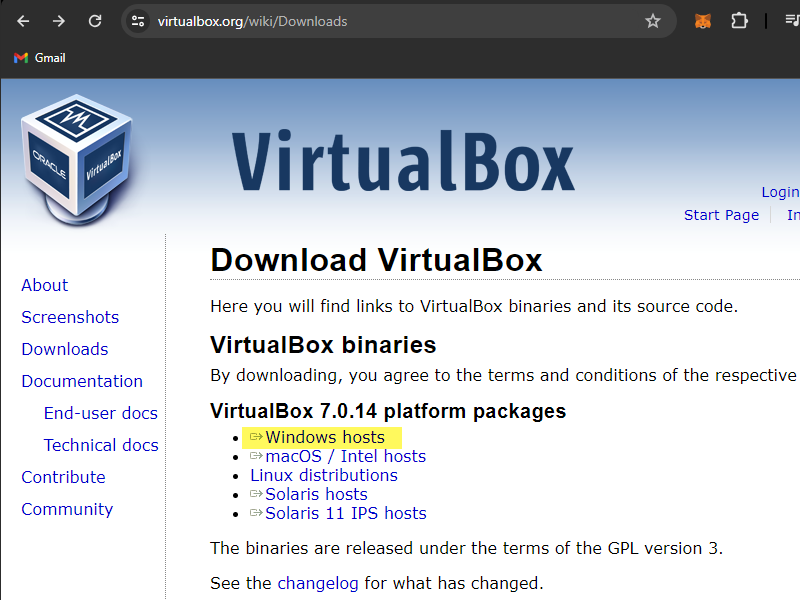 virtualbox.org/wiki/Downloads
Gmail
ORACLE
VirtualBox
VirtualBox
Login
Start Page
Download VirtualBox
Here you will find links to VirtualBox binaries and its source code.
VirtualBox binaries
By downloading, you agree to the terms and conditions of the respective
VirtualBox 7.0.14 platform packages
Windows hosts
macOS / Intel hosts
Linux distributions
Solaris hosts
Solaris 11 IPS hosts
The binaries are released under the terms of the GPL version 3.
See the changelog for what has changed.
About
Screenshots
Downloads
Documentation
End-user docs
Technical docs
Contribute
Community